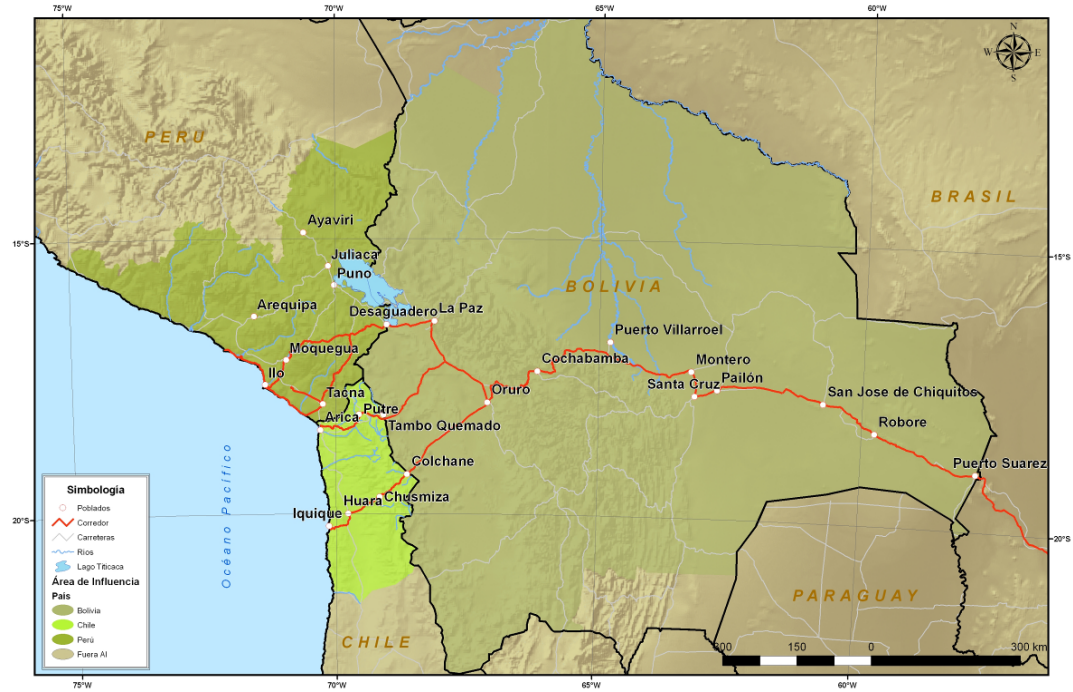 75°W
70°W
65°W
60°W
N
W
E
S
PERU
BRASIL
Ayaviri
15°S
Juliaca
15°S
Puno
BOLIVIA
Arequipa
Desaguadero
La Paz
Puerto Villarroel
Moquegua
Cochabamba
Montero
Ilo
Santa Cruz
Pailón
Tacna
Oruro
San Jose de Chiquitos
Arica
Putre
Tambo Quemado
Robore
Colchane
Puerto Suarez
Huara
Chusmiza
Iquique
20°S
20°S
Océano Pacífico
Simbologia
Poblados
Corredor
Carreteras
Rios
Lago Titicaca
Área de Influencia
Pais
Bolivia
Chile
Perú
Fuera AI
PARAGUAY
CHILE
150
0
300 km
75°W
70°W
65°W
60°W